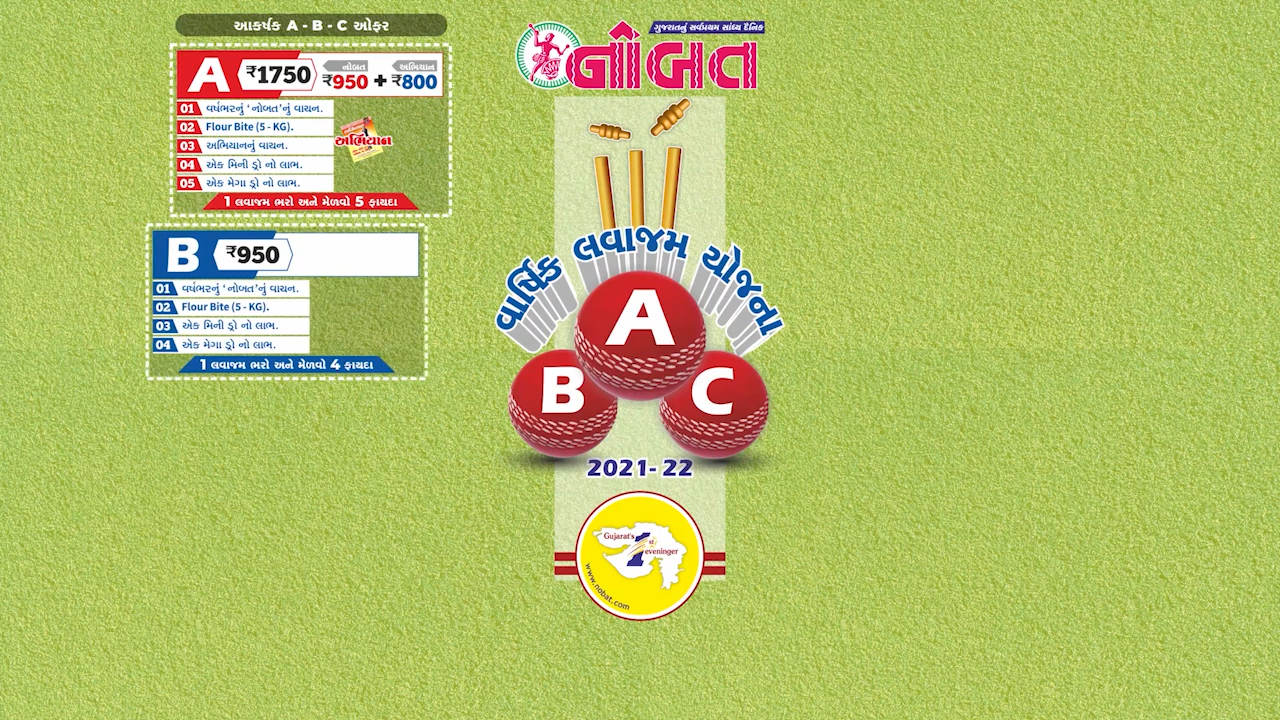 આકર્ષક A - B - C ઓફર
A ₹1750 નોબત ₹950 + અભિયાન ₹800
01 વર્ષભરનું ‘નોબત’નું વાચન.
02 Flour Bite (5 - KG).
03 અભિયાનનું વાચન.
04 એક મિની ડ્રો નો લાભ.
05 એક મેગા ડ્રો નો લાભ.
અભિયાન
1 લવાજમ ભરો અને મેળવો 5 ફાયદા
B ₹950
01 વર્ષભરનું ‘નોબત’નું વાચન.
02 Flour Bite (5 - KG).
03 એક મિની ડ્રો નો લાભ.
04 એક મેગા ડ્રો નો લાભ.
1 લવાજમ ભરો અને મેળવો 4 ફાયદા
ગુજરાતનું સર્વપ્રથમ સાંધ્ય દૈનિક
નોબત
વાર્ષિક લવાજમ યોજના
A
B C
2021- 22
Gujarat's 1st eveninger
www.nobat.com